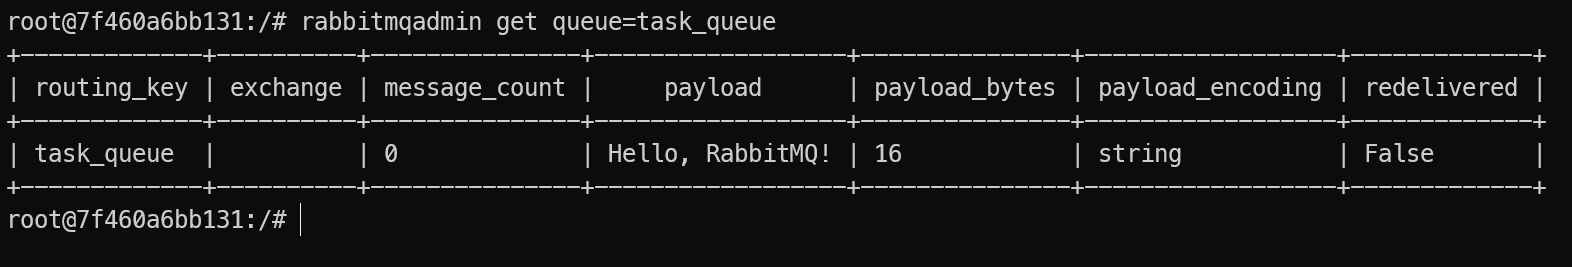 root@7f460a6bb131:/# rabbitmqadmin get queue=task_queue
+-------------+----------+---------------+------------------+---------------+------------------+-------------+
| routing_key | exchange | message_count |     payload      | payload_bytes | payload_encoding | redelivered |
+-------------+----------+---------------+------------------+---------------+------------------+-------------+
| task_queue  |          | 0             | Hello, RabbitMQ! | 16            | string           | False       |
+-------------+----------+---------------+------------------+---------------+------------------+-------------+
root@7f460a6bb131:/#